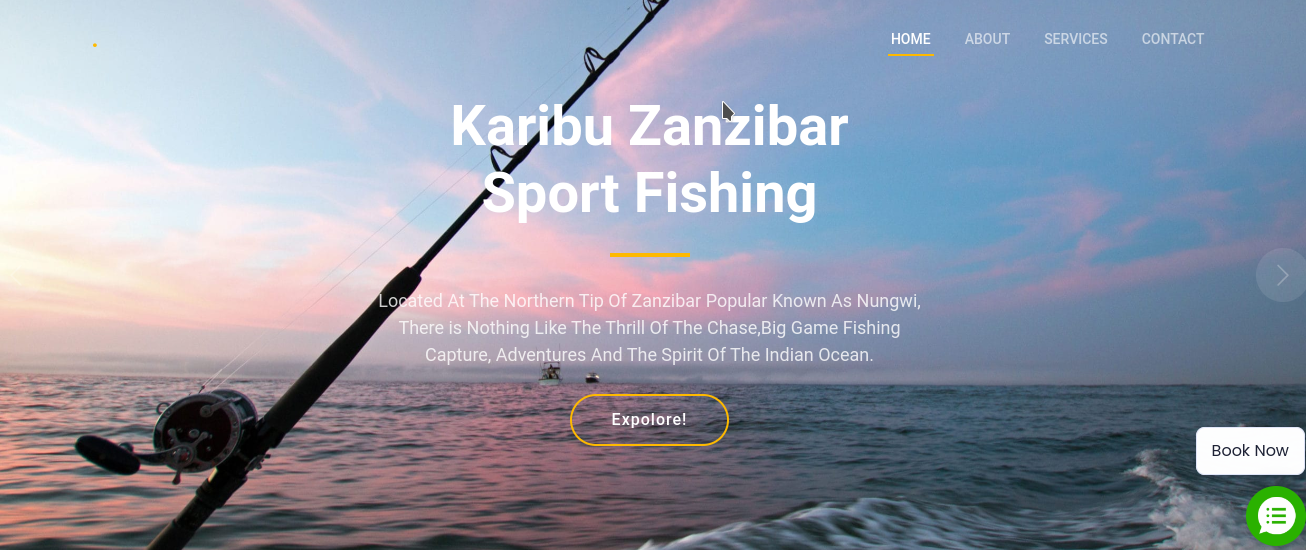 HOME ABOUT SERVICES CONTACT
Karibu Zanzibar
Sport Fishing
Located At The Northern Tip Of Zanzibar Popular Known As Nungwi,
There is Nothing Like The Thrill Of The Chase,Big Game Fishing
Capture, Adventures And The Spirit Of The Indian Ocean.
Expolore!
Book Now